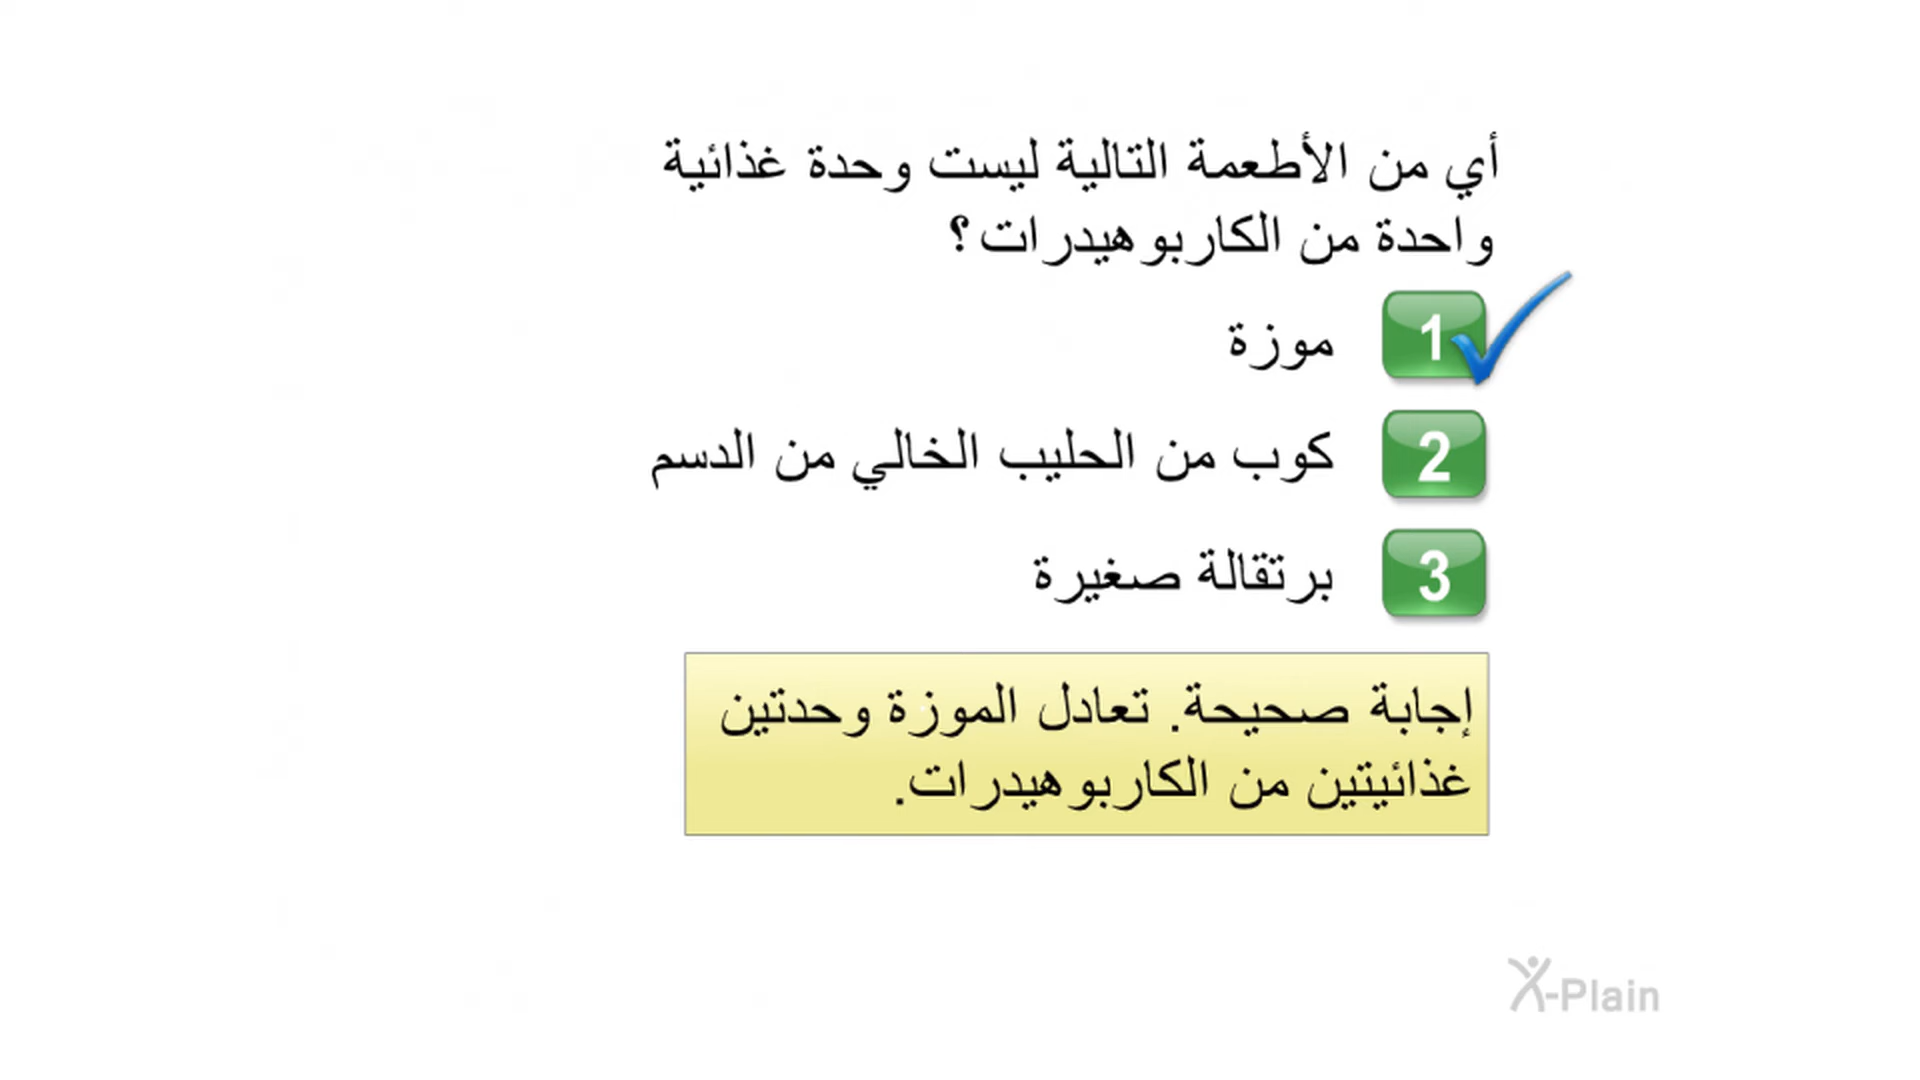 أي من الأطعمة التالية ليست وحدة غذائية
واحدة من الكاربوهيدرات؟
1 موزة
2 كوب من الحليب الخالي من الدسم
3 برتقالة صغيرة
إجابة صحيحة. تعادل الموزة وحدتين
غذائيتين من الكاربوهيدرات.
X-Plain